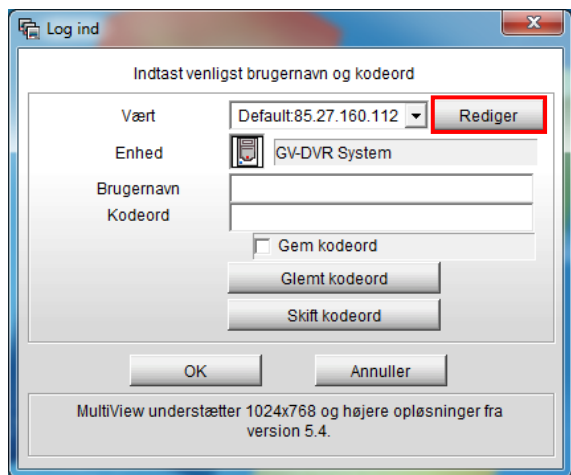 Log ind
Indtast venligst brugernavn og kodeord
Vært Default:85.27.160.112 Rediger
Enhed GV-DVR System
Brugernavn
Kodeord
Gem kodeord
Glemt kodeord
Skift kodeord
OK Annuller
MultiView understøtter 1024x768 og højere opløsninger fra
version 5.4.